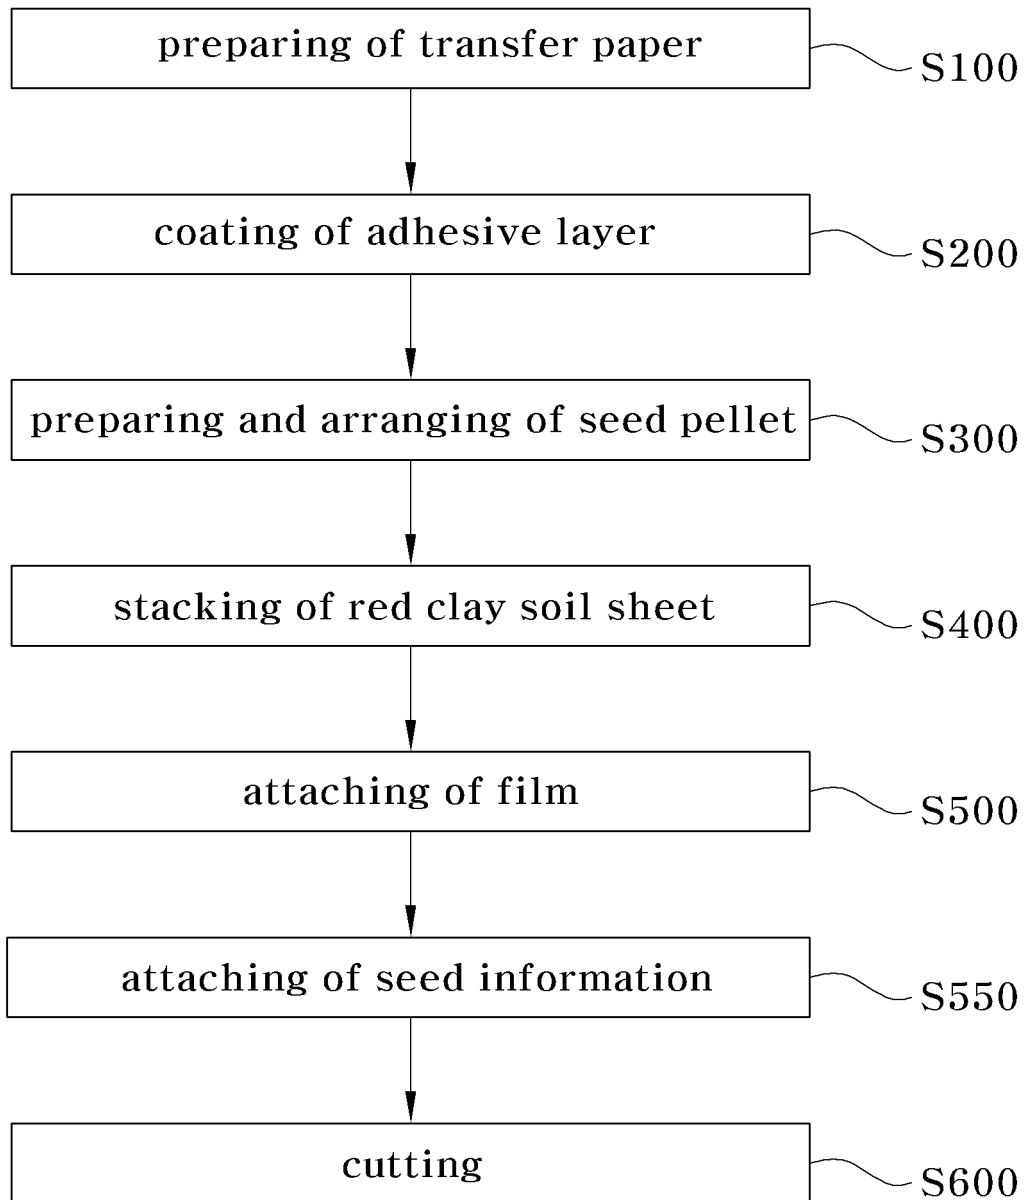 preparing of transfer paper
S100
coating of adhesive layer
S200
preparing and arranging of seed pellet
S300
stacking of red clay soil sheet
S400
attaching of film
S500
attaching of seed information
S550
cutting
S600